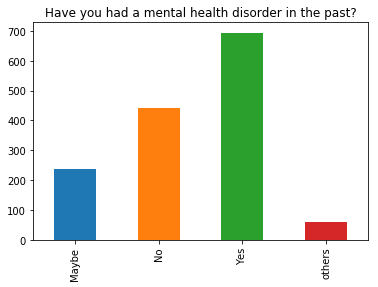 Have you had a mental health disorder in the past?
700
600
500
400
300
200
100
0
Maybe
No
Yes
others